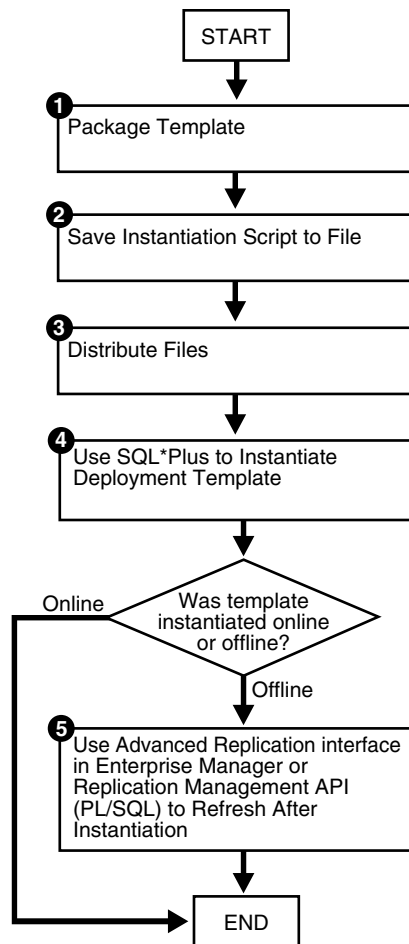 START
1
Package Template
2
Save Instantiation Script to File
3
Distribute Files
4
Use SQL*Plus to Instantiate
Deployment Template
Online
Was template
instantiated online
or offline?
Offline
5
Use Advanced Replication interface
in Enterprise Manager or
Replication Management API
(PL/SQL) to Refresh After
Instantiation
END